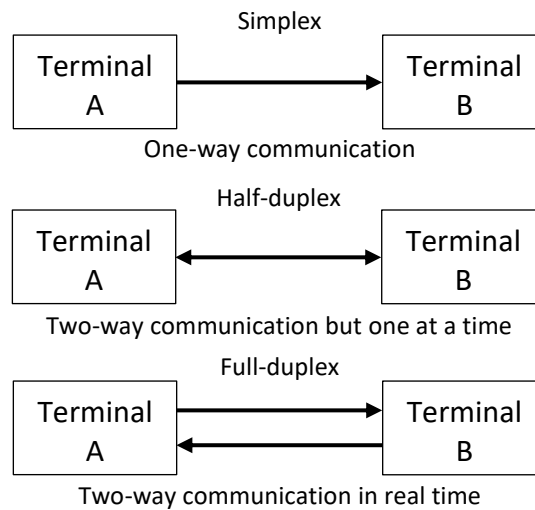 Simplex
Terminal A
Terminal B
One-way communication
Half-duplex
Terminal A
Terminal B
Two-way communication but one at a time
Full-duplex
Terminal A
Terminal B
Two-way communication in real time